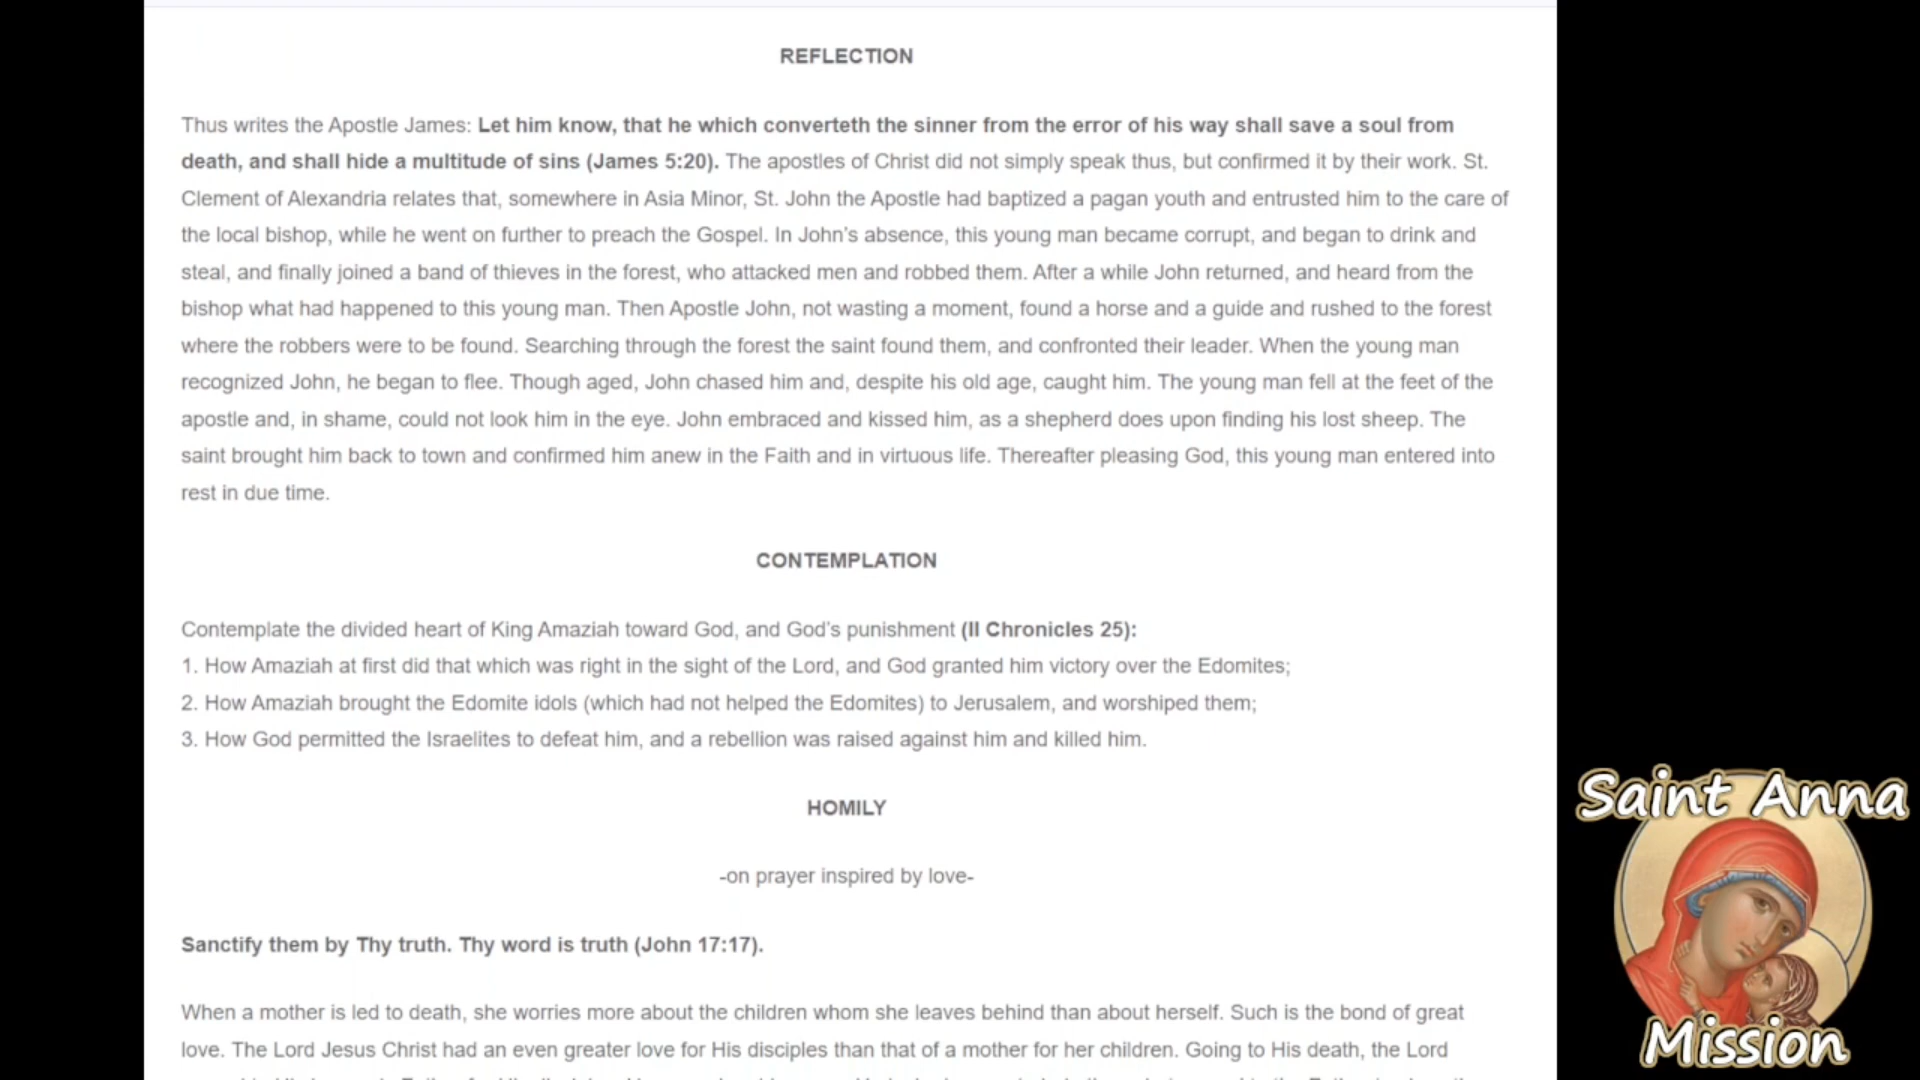 REFLECTION
Thus writes the Apostle James: Let him know, that he which converteth the sinner from the error of his way shall save a soul from
death, and shall hide a multitude of sins (James 5:20). The apostles of Christ did not simply speak thus, but confirmed it by their work. St.
Clement of Alexandria relates that, somewhere in Asia Minor, St. John the Apostle had baptized a pagan youth and entrusted him to the care of
the local bishop, while he went on further to preach the Gospel. In John's absence, this young man became corrupt, and began to drink and
steal, and finally joined a band of thieves in the forest, who attacked men and robbed them. After a while John returned, and heard from the
bishop what had happened to this young man. Then Apostle John, not wasting a moment, found a horse and a guide and rushed to the forest
where the robbers were to be found. Searching through the forest the saint found them, and confronted their leader. When the young man
recognized John, he began to flee. Though aged, John chased him and, despite his old age, caught him. The young man fell at the feet of the
apostle and, in shame, could not look him in the eye. John embraced and kissed him, as a shepherd does upon finding his lost sheep. The
saint brought him back to town and confirmed him anew in the Faith and in virtuous life. Thereafter pleasing God, this young man entered into
rest in due time.
CONTEMPLATION
Contemplate the divided heart of King Amaziah toward God, and God's punishment (II Chronicles 25):
1. How Amaziah at first did that which was right in the sight of the Lord, and God granted him victory over the Edomites;
2. How Amaziah brought the Edomite idols (which had not helped the Edomites) to Jerusalem, and worshiped them;
3. How God permitted the Israelites to defeat him, and a rebellion was raised against him and killed him.
HOMILY
-on prayer inspired by love-
Sanctify them by Thy truth. Thy word is truth (John 17:17).
When a mother is led to death, she worries more about the children whom she leaves behind than about herself. Such is the bond of great
love. The Lord Jesus Christ had an even greater love for His disciples than that of a mother for her children. Going to His death, the Lord
Saint Anna
Mission